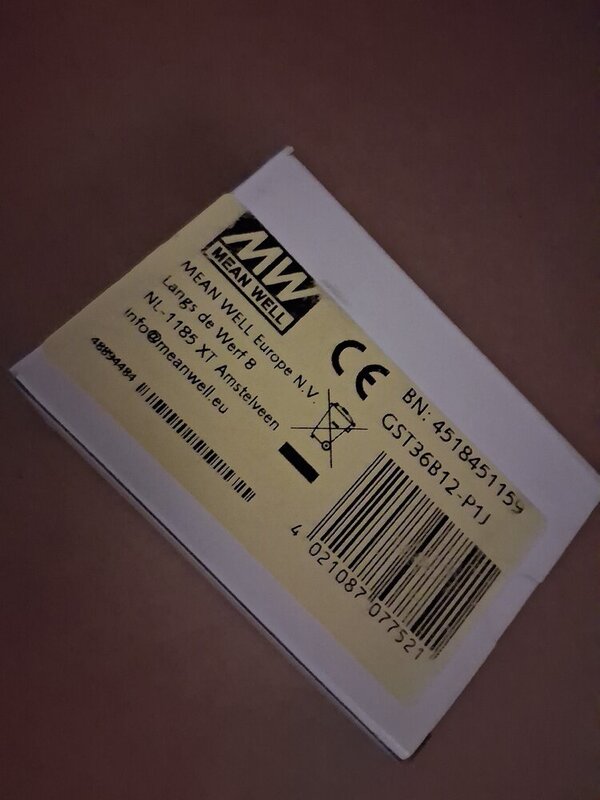 MW
MEAN WELL
MEAN WELL Europe N.V.
Langs de Werf 8
NL-1185 XT Amstelveen
info@meanwell.eu
48894484
CE
BN: 4518451159
GST36B12-P1J
4 021087 077521